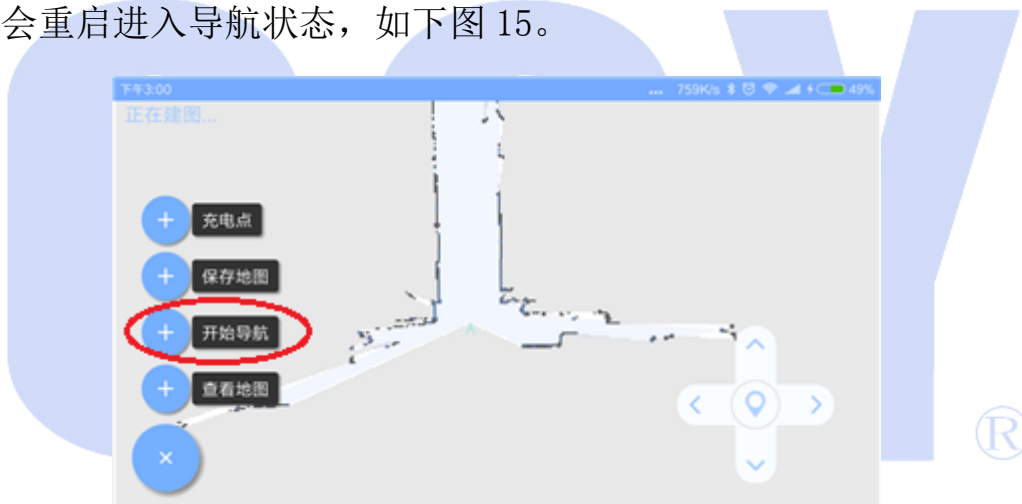 会重启进入导航状态，如下图 15。
下午3:00 ... 759K/s 49%
正在建图...
充电点
保存地图
开始导航
查看地图
®